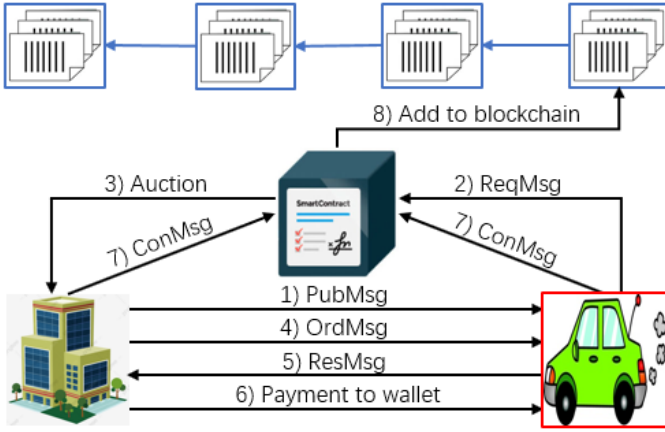 8) Add to blockchain
3) Auction
2) ReqMsg
SmartContract
7) ConMsg
7) ConMsg
1) PubMsg
4) OrdMsg
5) ResMsg
6) Payment to wallet